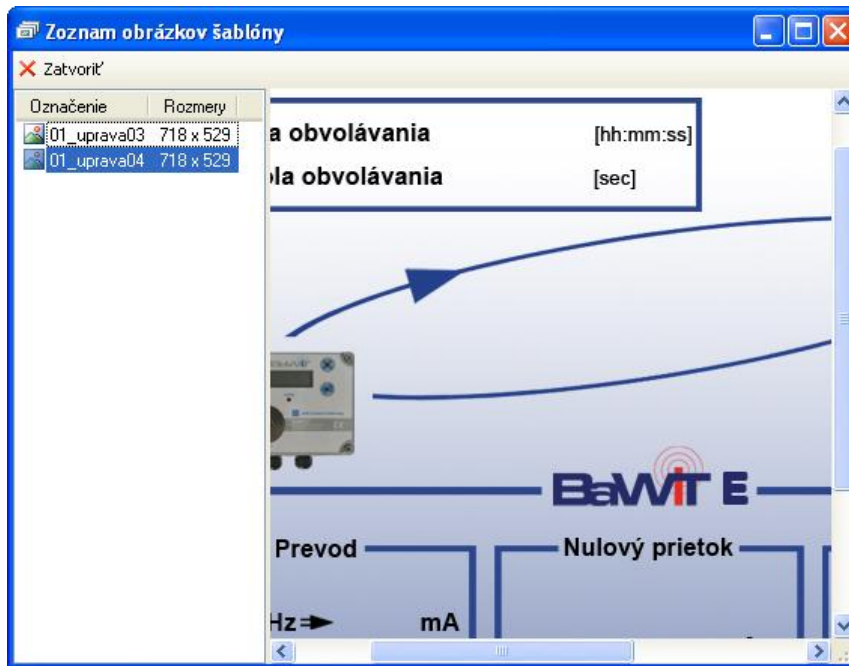 Zoznam obrázkov šablóny
Zatvoriť
Označenie Rozmery
01_uprava03 718 x 529
01_uprava04 718 x 529
a obvolávania [hh:mm:ss]
ola obvolávania [sec]
BaWiT E
Prevod Nulový prietok
Hz mA